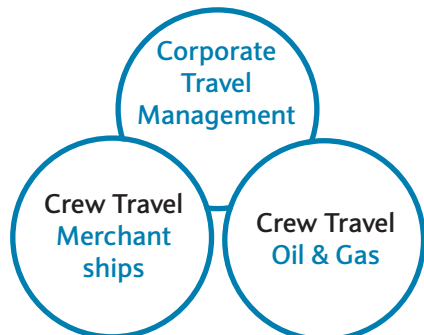 Corporate
Travel
Management
Crew Travel
Merchant
ships
Crew Travel
Oil & Gas